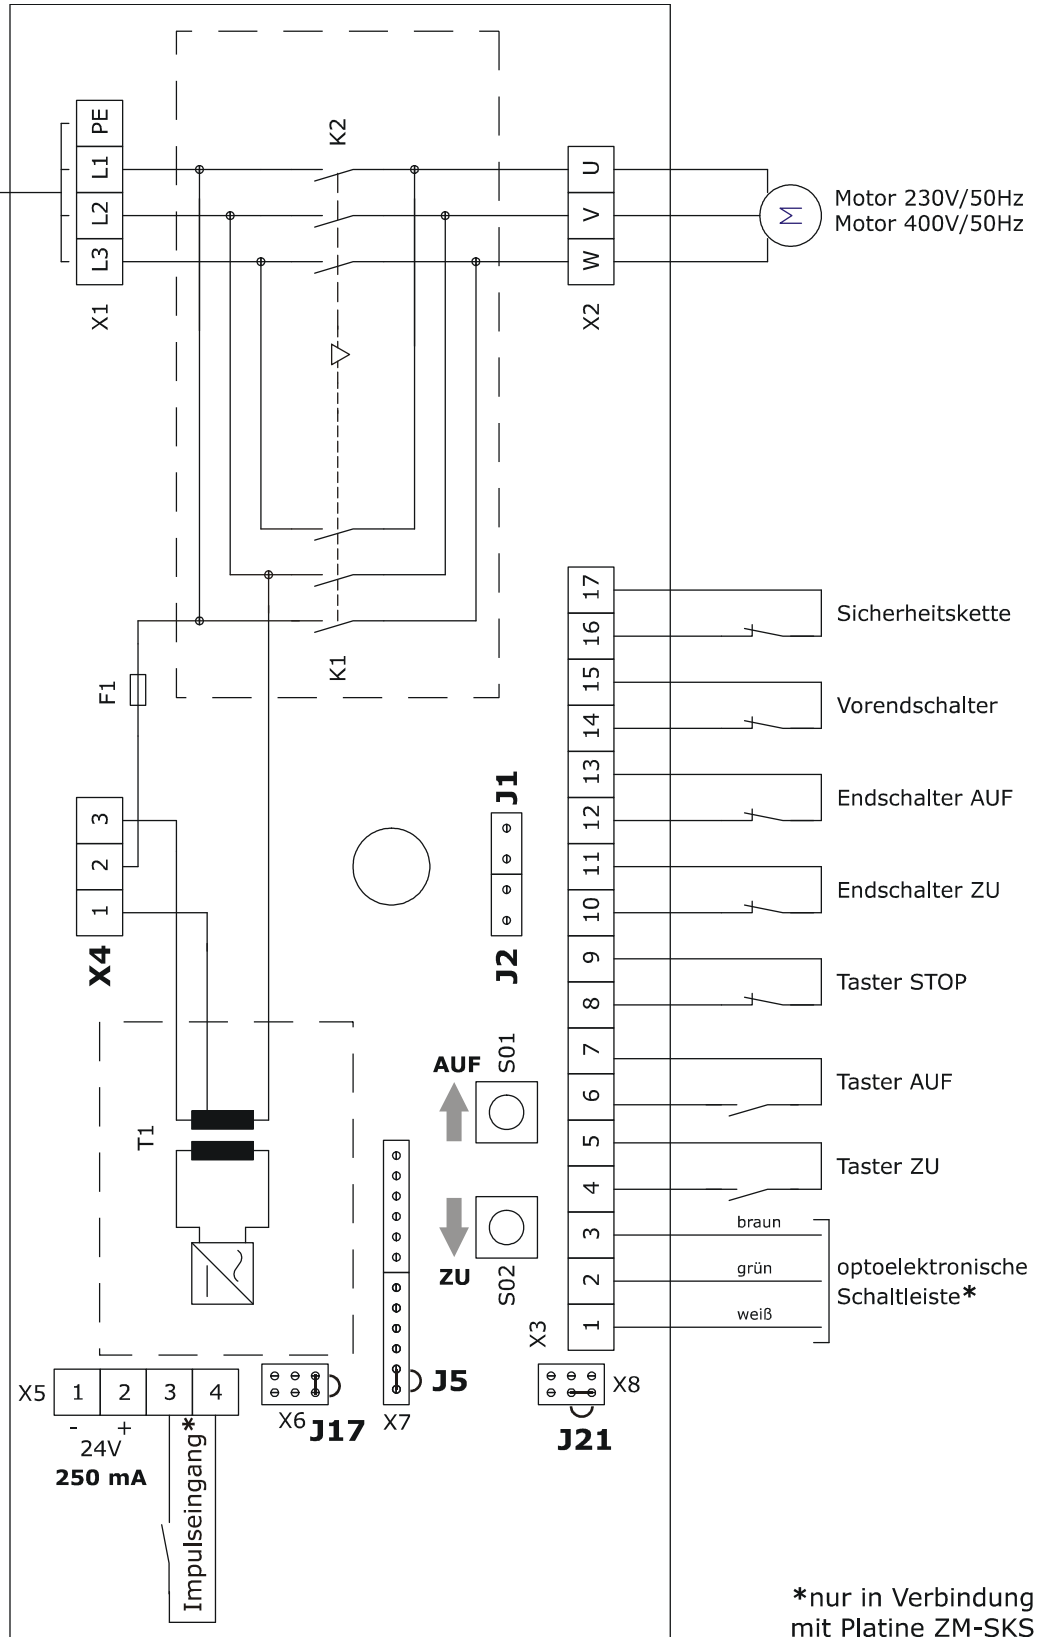 PE
L1
L2
L3
X1
K2
U
V
W
X2
M
Motor 230V/50Hz
Motor 400V/50Hz
K1
F1
3
2
1
X4
J1
J2
17
16
15
14
13
12
11
10
9
8
7
6
5
4
3
2
1
X3
Sicherheitskette
Vorendschalter
Endschalter AUF
Endschalter ZU
Taster STOP
Taster AUF
Taster ZU
braun
grün
weiß
optoelektronische
Schaltleiste*
T1
AUF
S01
ZU
S02
X5
1
2
3
4
- +
24V
250 mA
Impulseingang*
X6
J17
X7
J5
X8
J21
*nur in Verbindung
mit Platine ZM-SKS